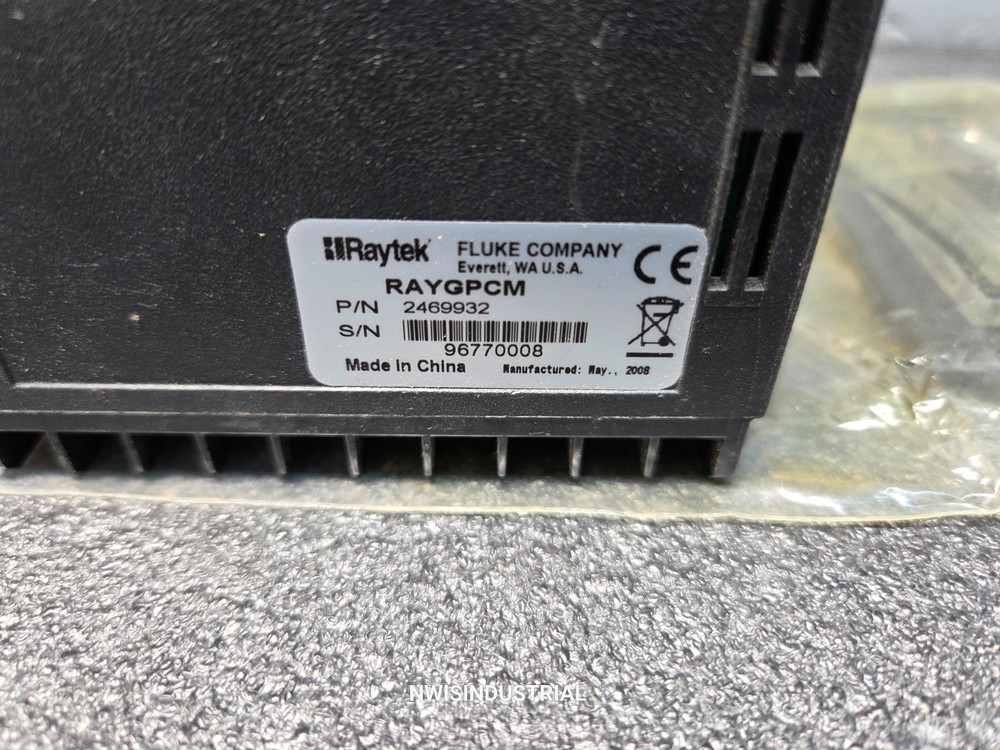 Raytek
FLUKE COMPANY
Everett, WA U.S.A.
CE
RAYGPCM
P/N 2469932
S/N
96770008
Made In China Manufactured: May., 2008
NWISINDUSTRIAL